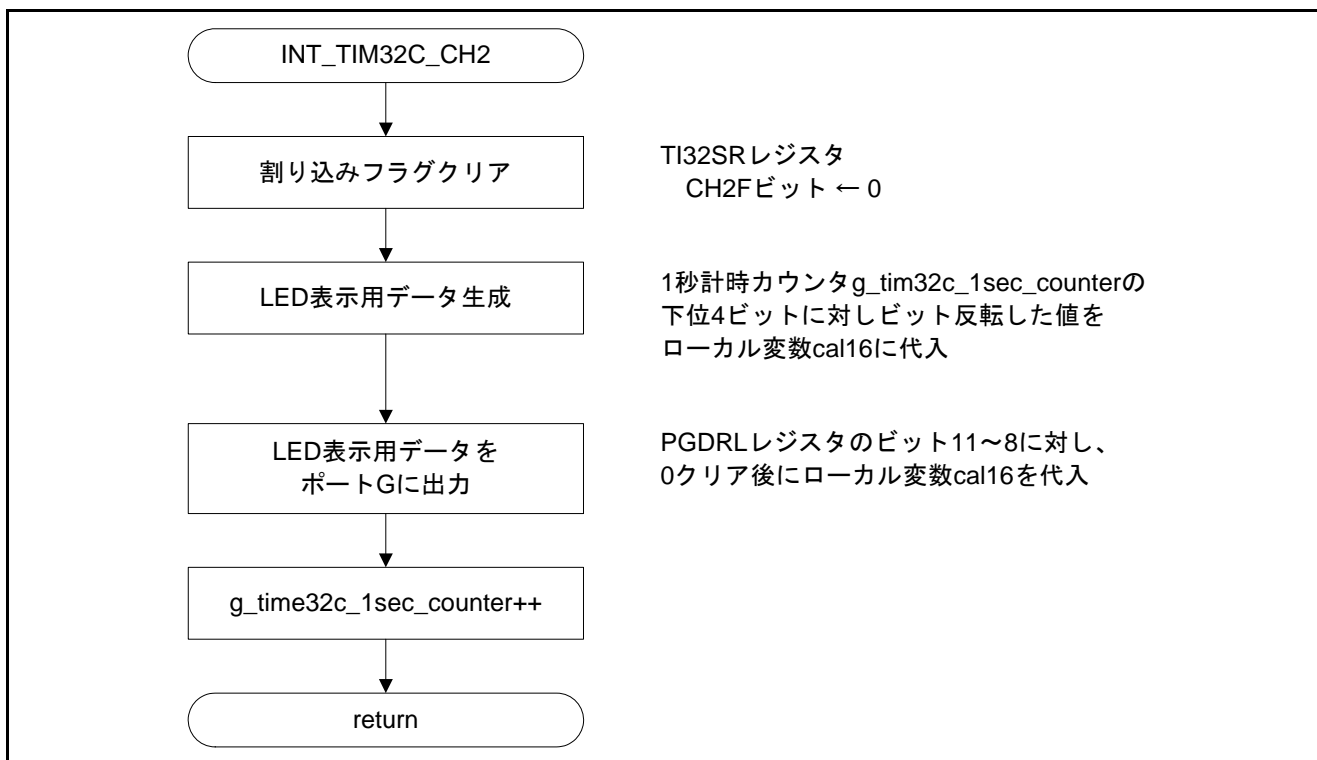 INT_TIM32C_CH2
割り込みフラグクリア
TI32SRレジスタ
CH2Fビット ← 0
LED表示用データ生成
1秒計時カウンタg_tim32c_1sec_counterの
下位4ビットに対しビット反転した値を
ローカル変数cal16に代入
LED表示用データを
ポートGに出力
PGDRLレジスタのビット11～8に対し、
0クリア後にローカル変数cal16を代入
g_time32c_1sec_counter++
return